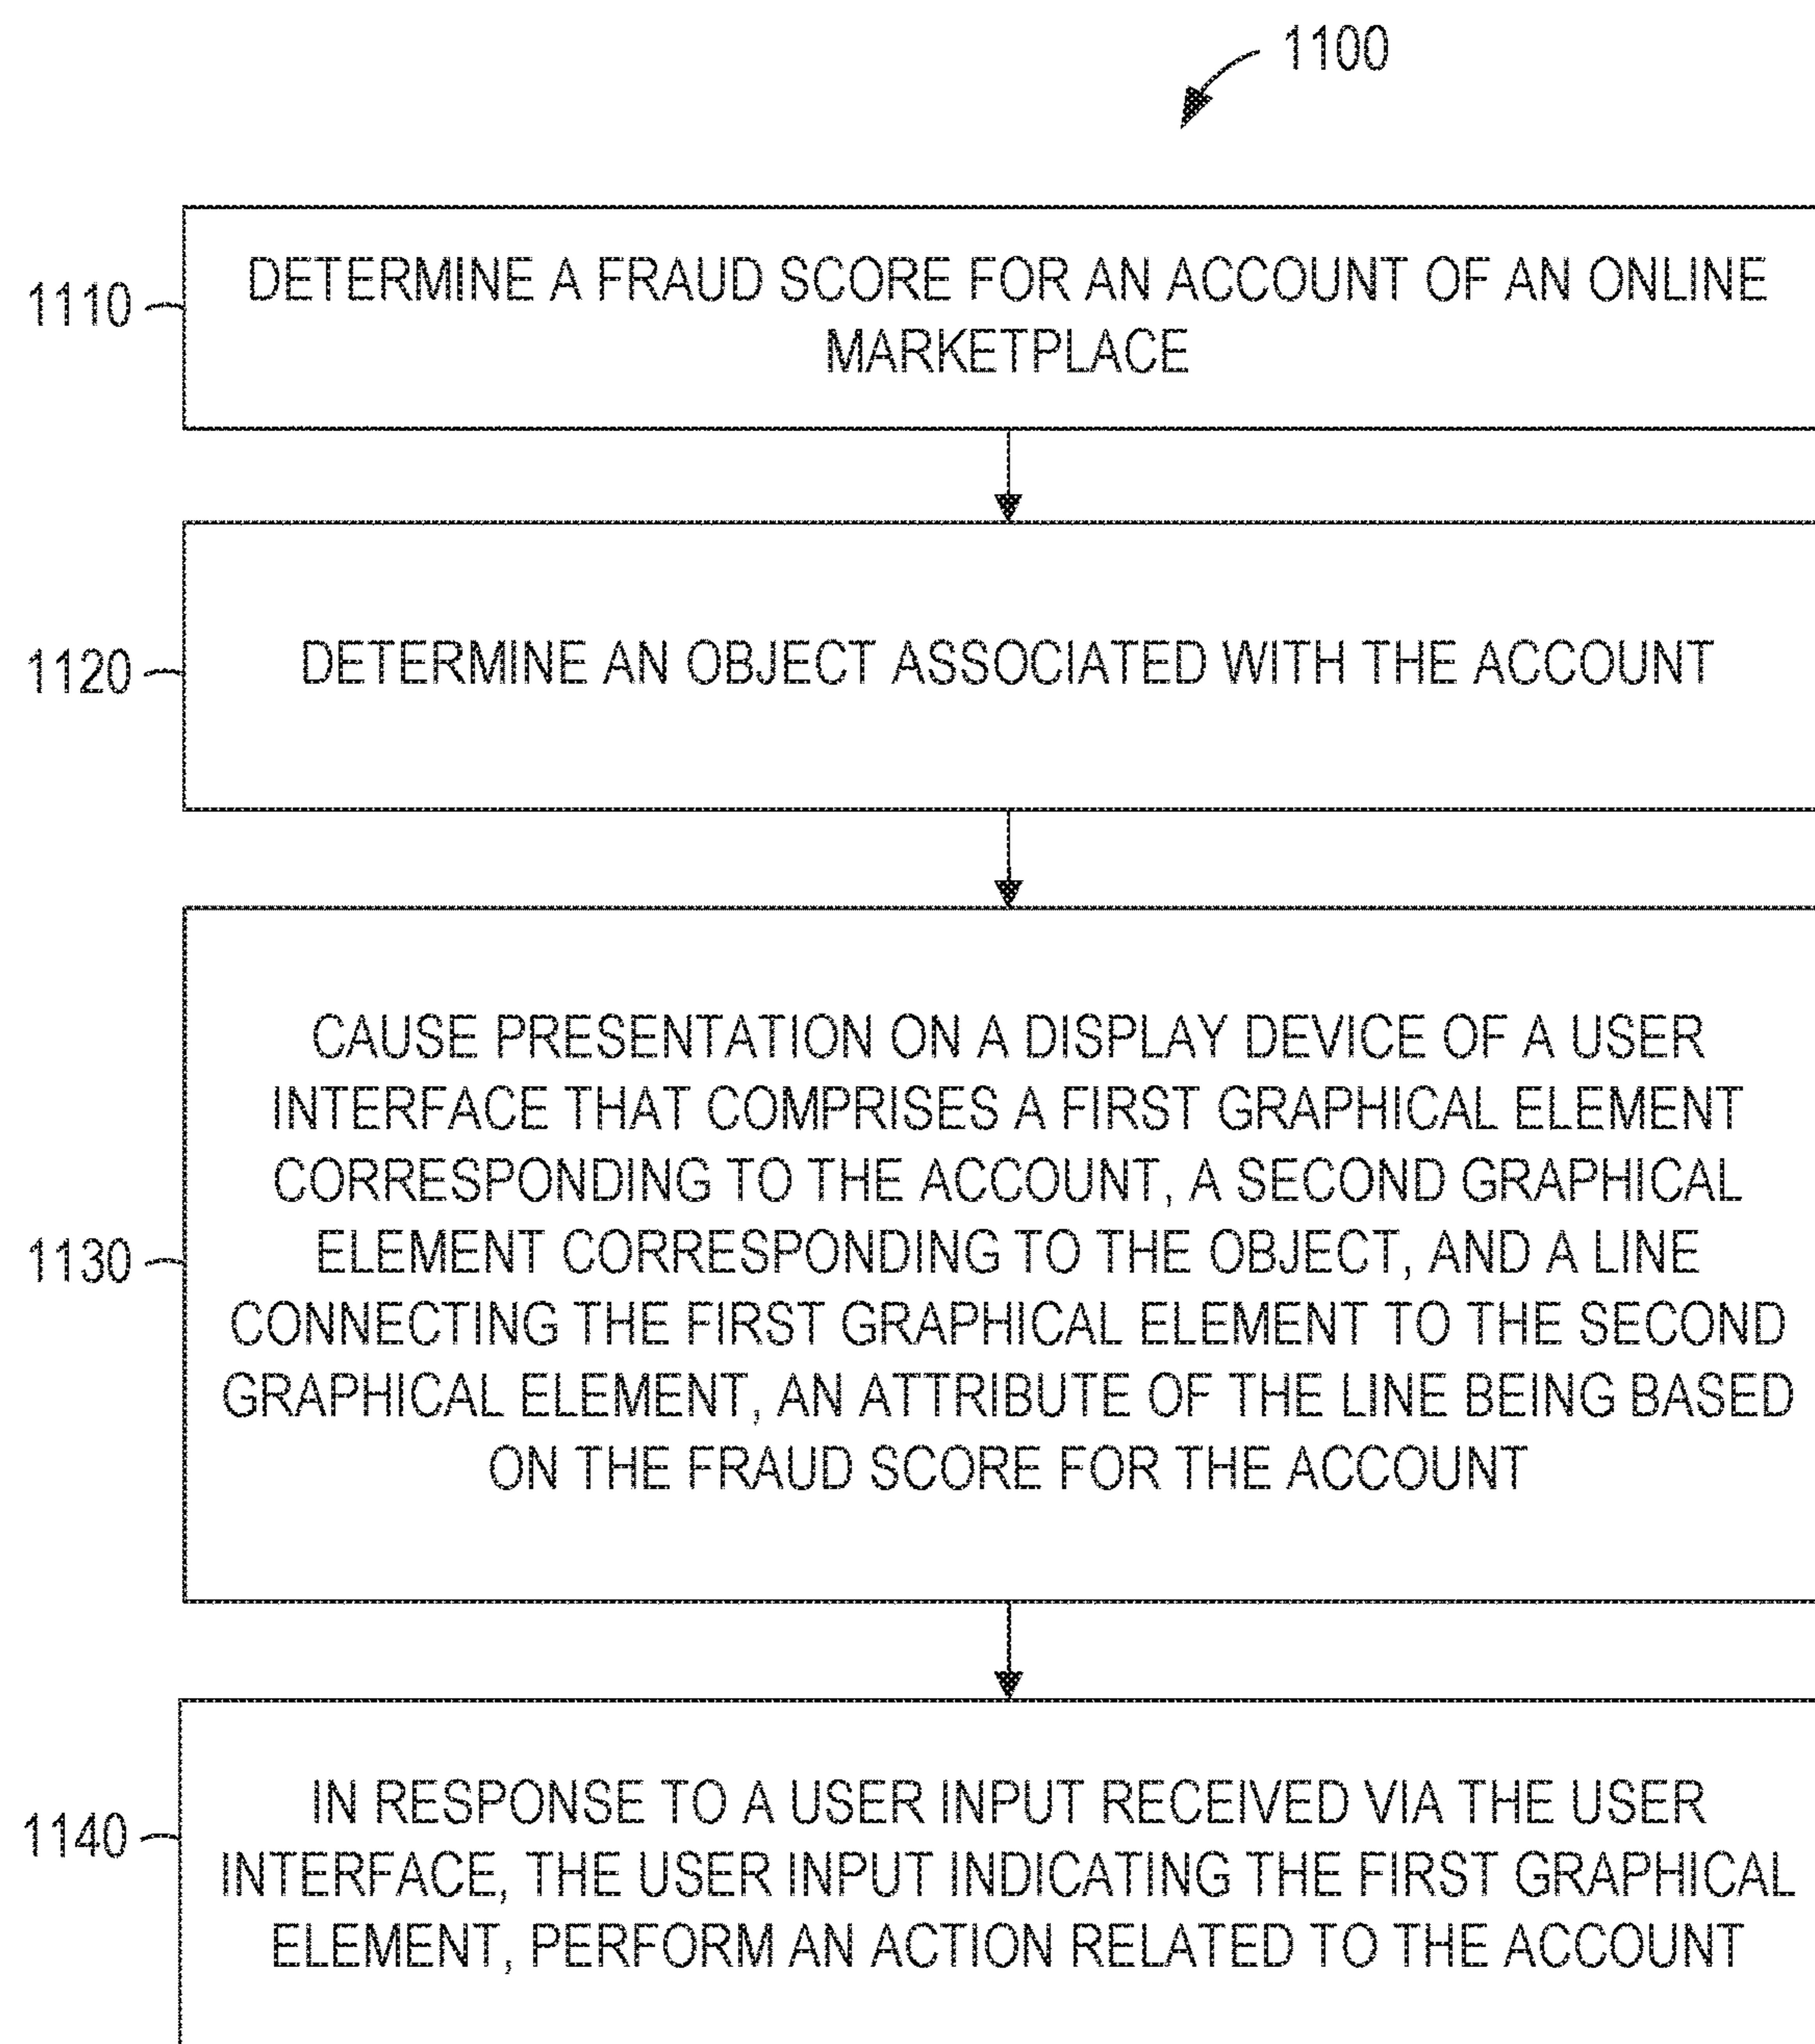 1100
1110
DETERMINE A FRAUD SCORE FOR AN ACCOUNT OF AN ONLINE
MARKETPLACE
1120
DETERMINE AN OBJECT ASSOCIATED WITH THE ACCOUNT
1130
CAUSE PRESENTATION ON A DISPLAY DEVICE OF A USER
INTERFACE THAT COMPRISES A FIRST GRAPHICAL ELEMENT
CORRESPONDING TO THE ACCOUNT, A SECOND GRAPHICAL
ELEMENT CORRESPONDING TO THE OBJECT, AND A LINE
CONNECTING THE FIRST GRAPHICAL ELEMENT TO THE SECOND
GRAPHICAL ELEMENT, AN ATTRIBUTE OF THE LINE BEING BASED
ON THE FRAUD SCORE FOR THE ACCOUNT
1140
IN RESPONSE TO A USER INPUT RECEIVED VIA THE USER
INTERFACE, THE USER INPUT INDICATING THE FIRST GRAPHICAL
ELEMENT, PERFORM AN ACTION RELATED TO THE ACCOUNT